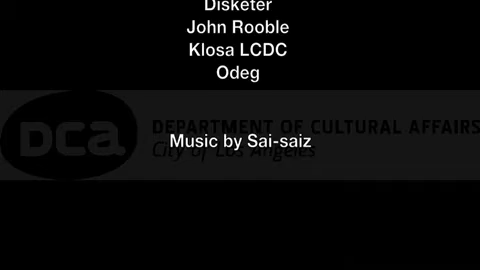 Disketer
John Rooble
Klosa LCDC
Odeg
dca
DEPARTMENT OF CULTURAL AFFAIRS
City of Los Angeles
Music by Sai-saiz